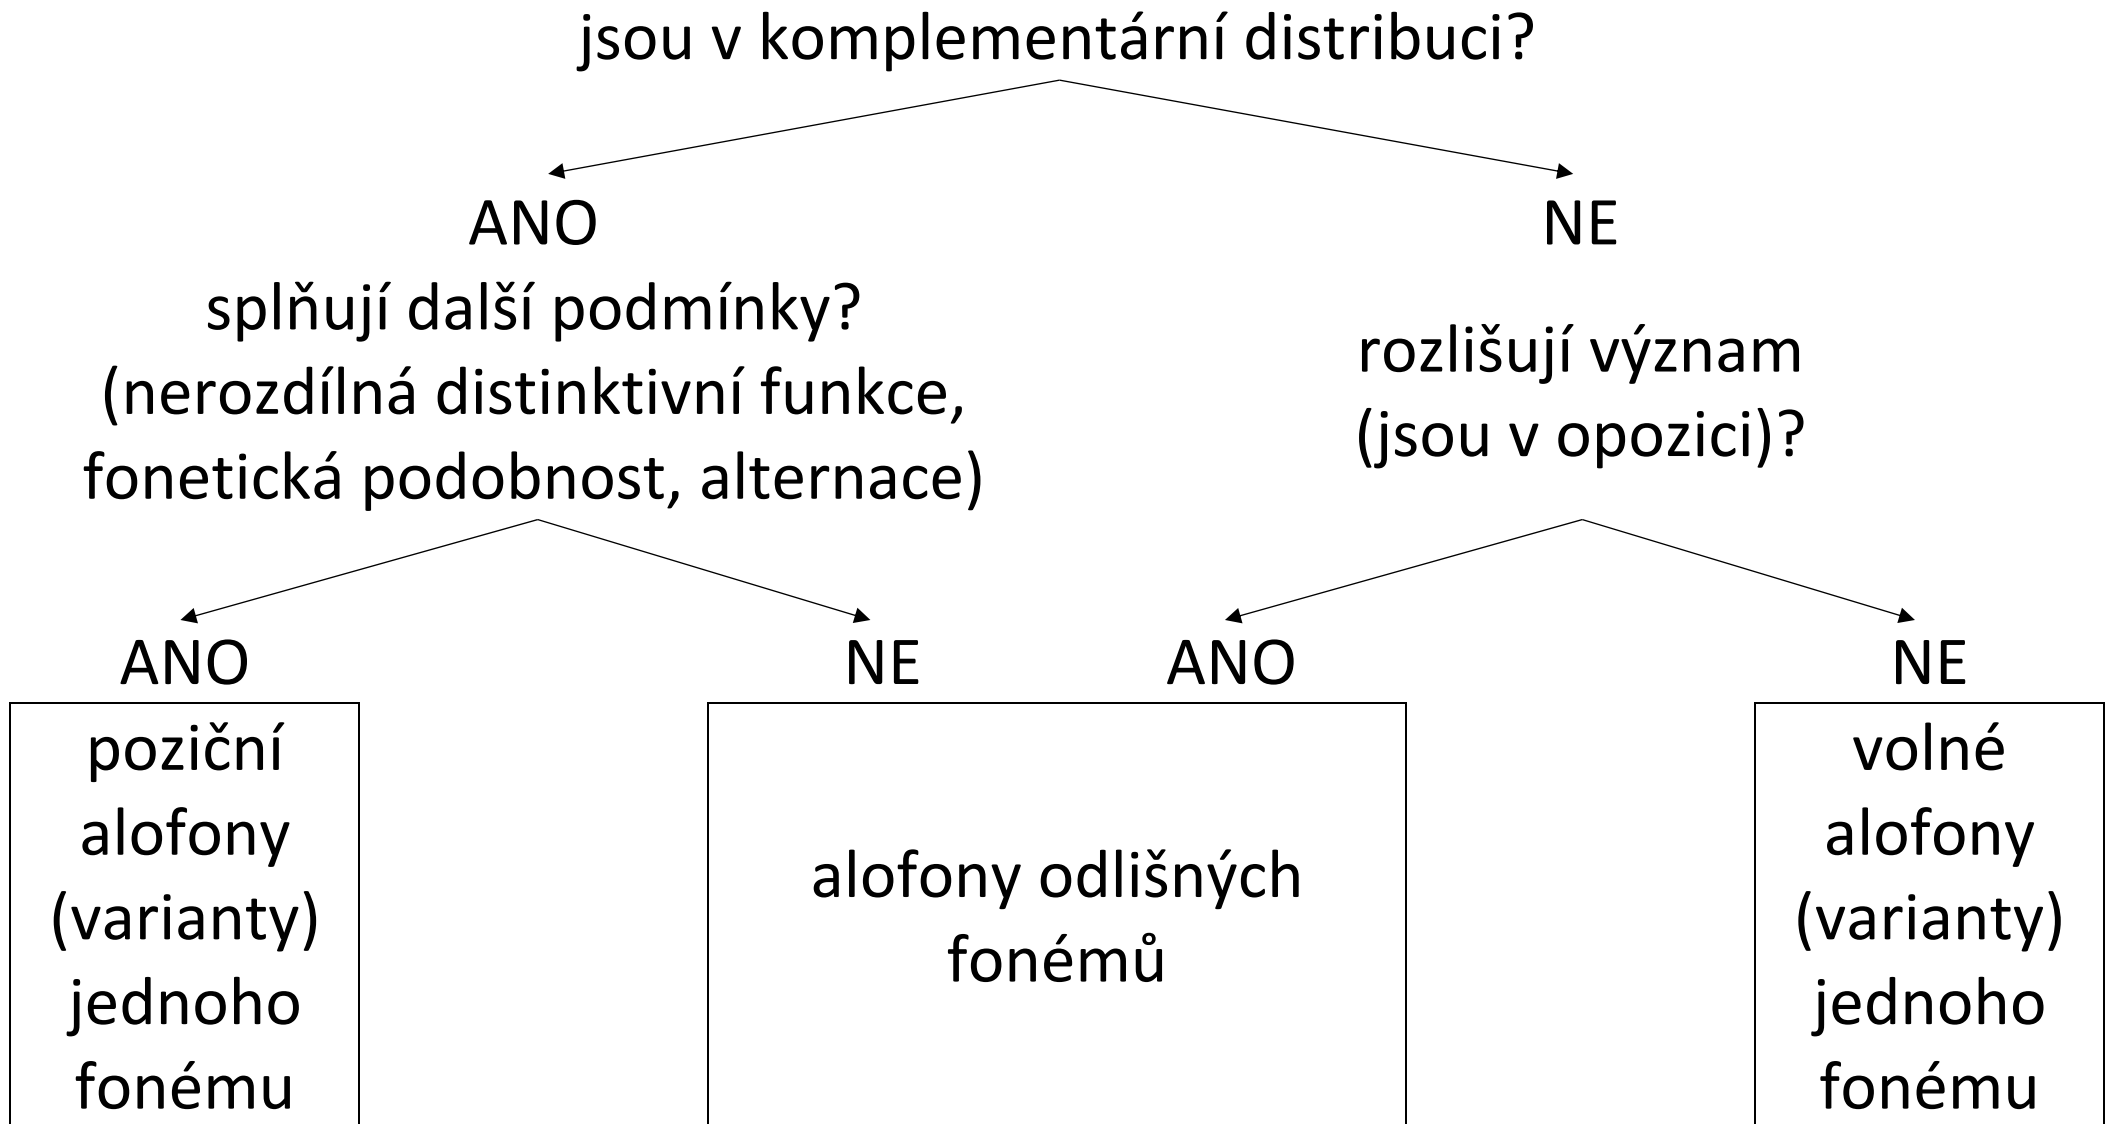 jsou v komplementární distribuci?
ANO
splňují další podmínky?
(nerozdílná distinktivní funkce,
fonetická podobnost, alternace)
NE
rozlišují význam
(jsou v opozici)?
ANO
poziční
alofony
(varianty)
jednoho
fonému
NE
ANO
alofony odlišných
fonémů
NE
volné
alofony
(varianty)
jednoho
fonému